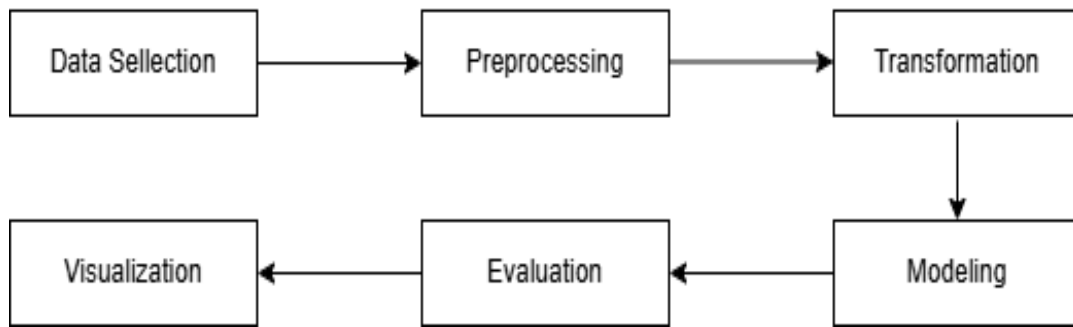 Data Sellection
Preprocessing
Transformation
Modeling
Evaluation
Visualization